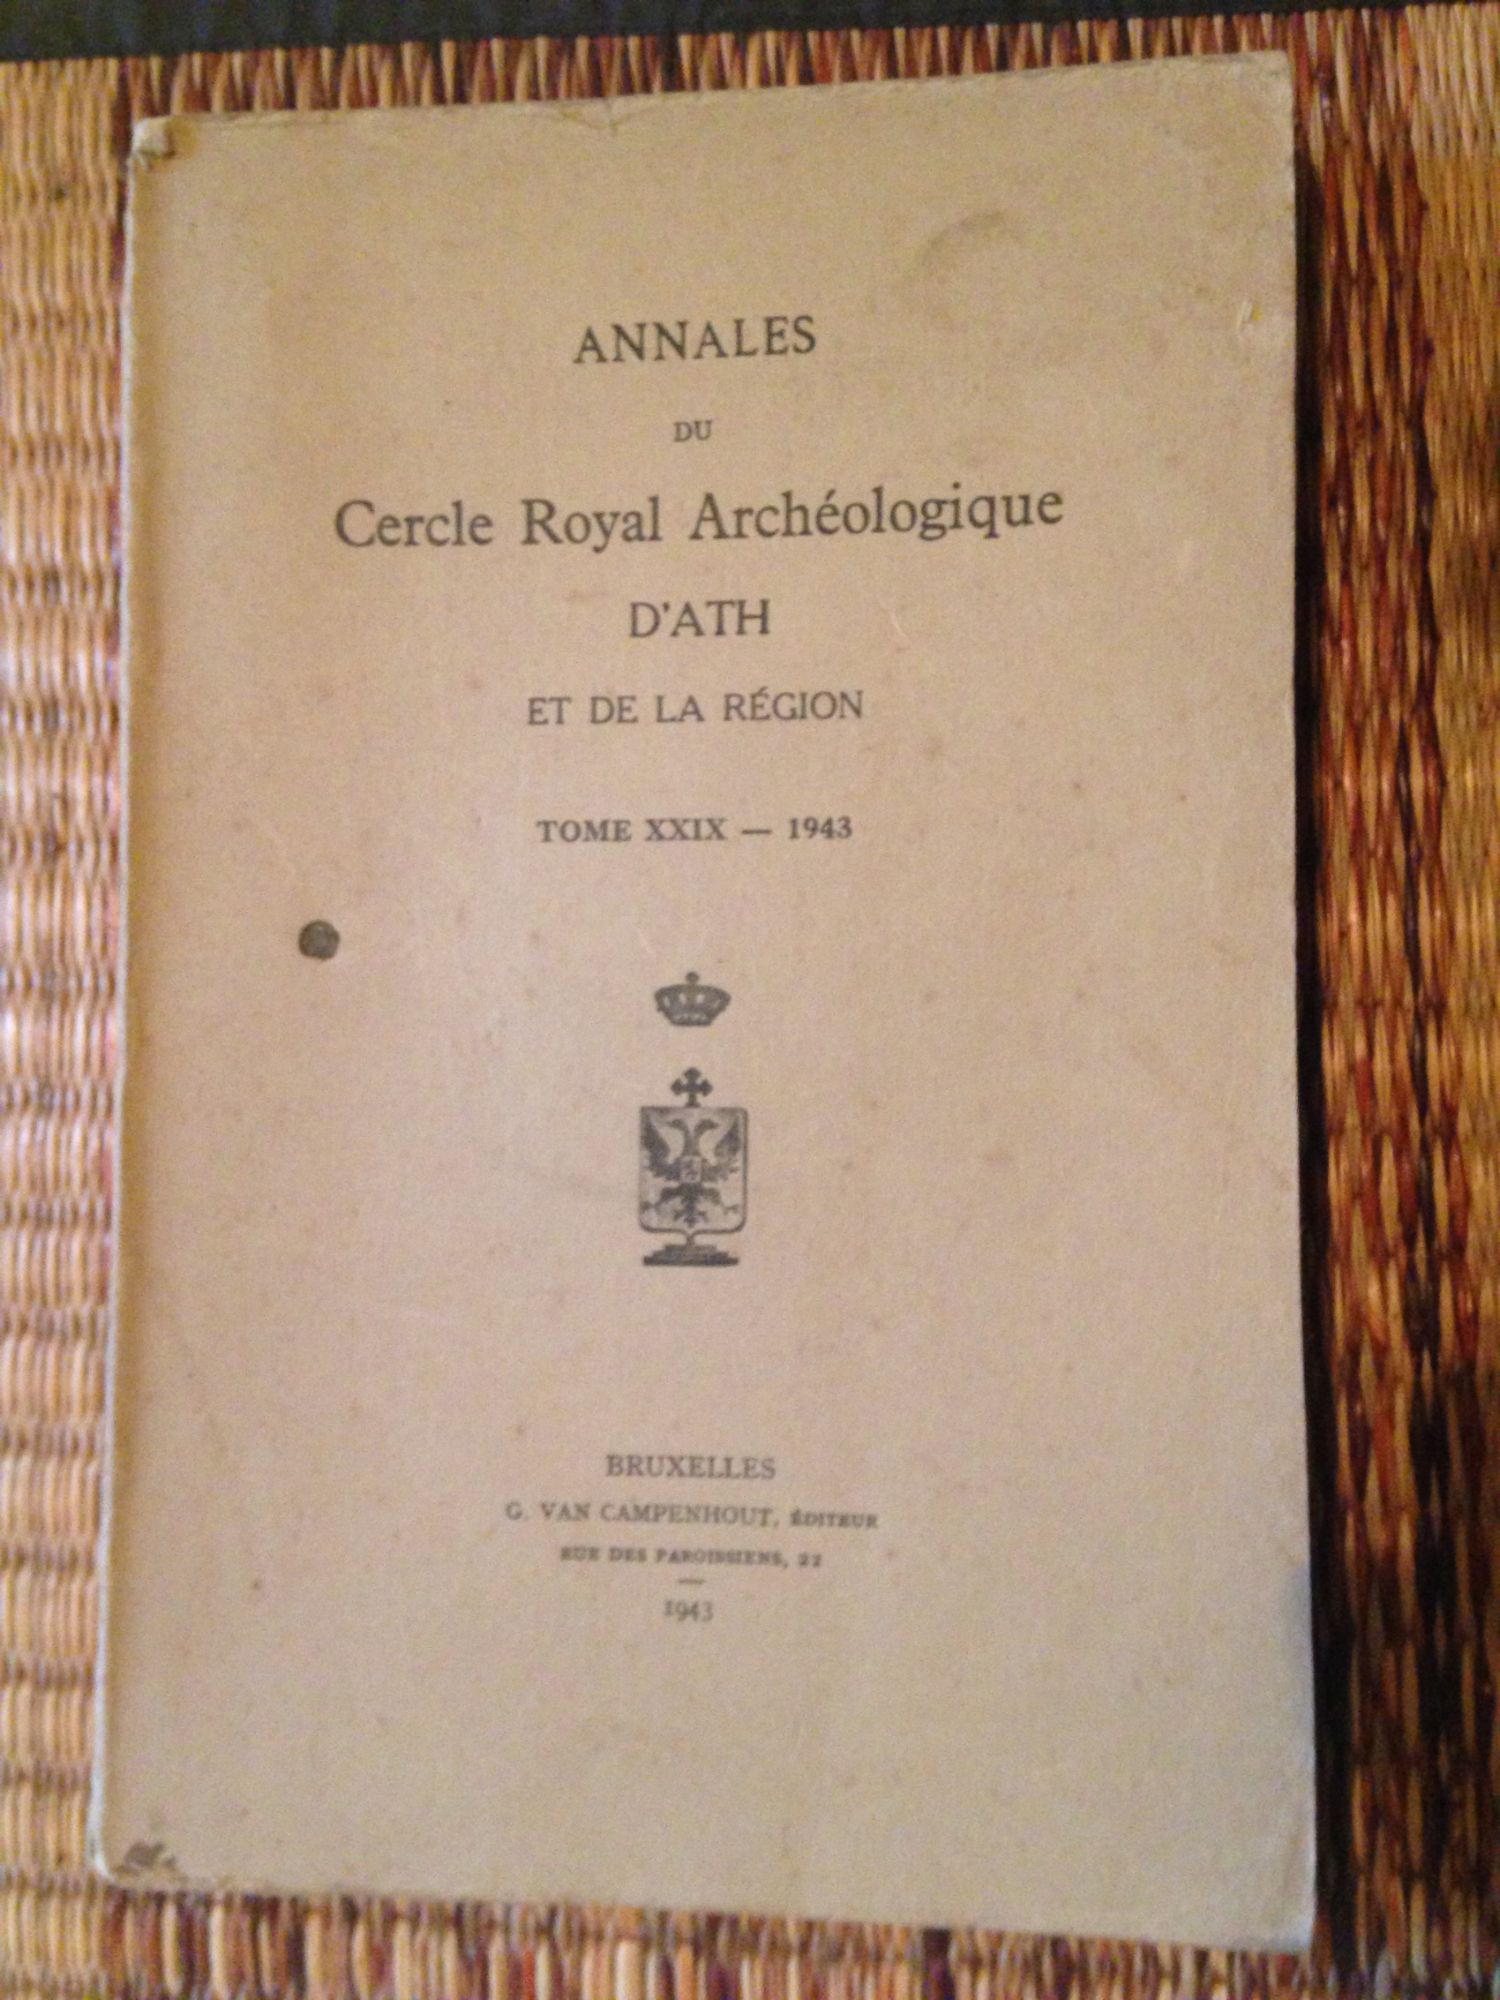 ANNALES
DU
Cercle Royal Archéologique
D'ATH
ET DE LA RÉGION
TOME XXIX — 1943
BRUXELLES
G. VAN CAMPENHOUT, ÉDITEUR
RUE DES PAROISSIENS, 22
1943